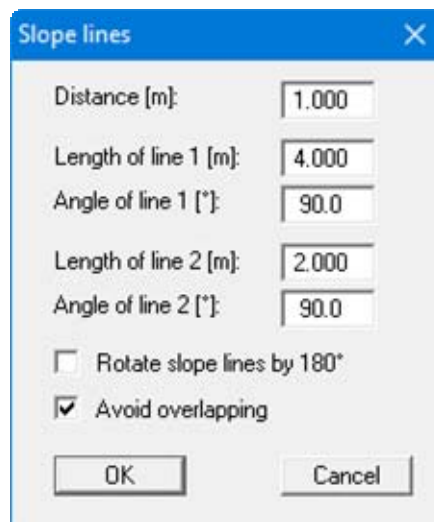 Slope lines
Distance [m]: 1.000
Length of line 1 [m]: 4.000
Angle of line 1 [°]: 90.0
Length of line 2 [m]: 2.000
Angle of line 2 [°]: 90.0
Rotate slope lines by 180°
Avoid overlapping
OK Cancel